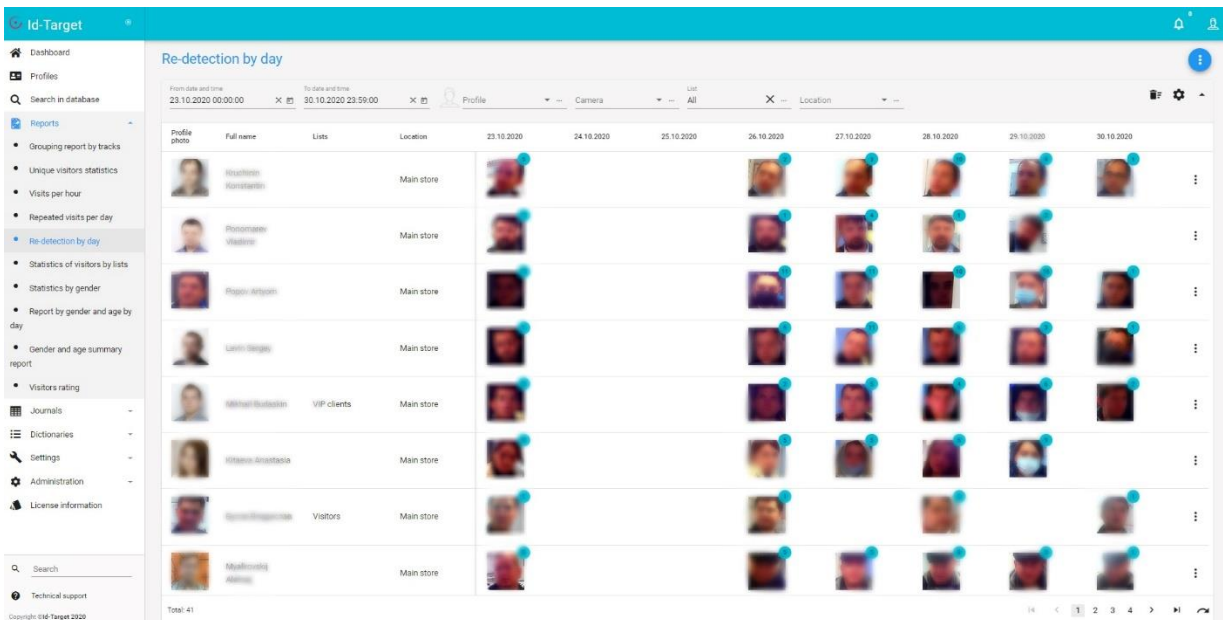 Id-Target
Dashboard
Profiles
Search in database
Reports
Grouping report by tracks
Unique visitors statistics
Visits per hour
Repeated visits per day
Re-detection by day
Statistics of visitors by lists
Statistics by gender
Report by gender and age by
day
Gender and age summary
report
Visitors rating
Journals
Dictionaries
Settings
Administration
License information
Search
Technical support
Copyright ©Id-Target 2020
Re-detection by day
From date and time
23.10.2020 00:00:00
To date and time
30.10.2020 23:59:00
Profile
Camera
List
All
Location
Profile
photo
Full name
Lists
Location
23.10.2020
24.10.2020
25.10.2020
26.10.2020
27.10.2020
28.10.2020
29.10.2020
30.10.2020
Main store
Main store
Main store
Main store
VIP clients
Main store
Main store
Visitors
Main store
Main store
Total: 41
1 2 3 4